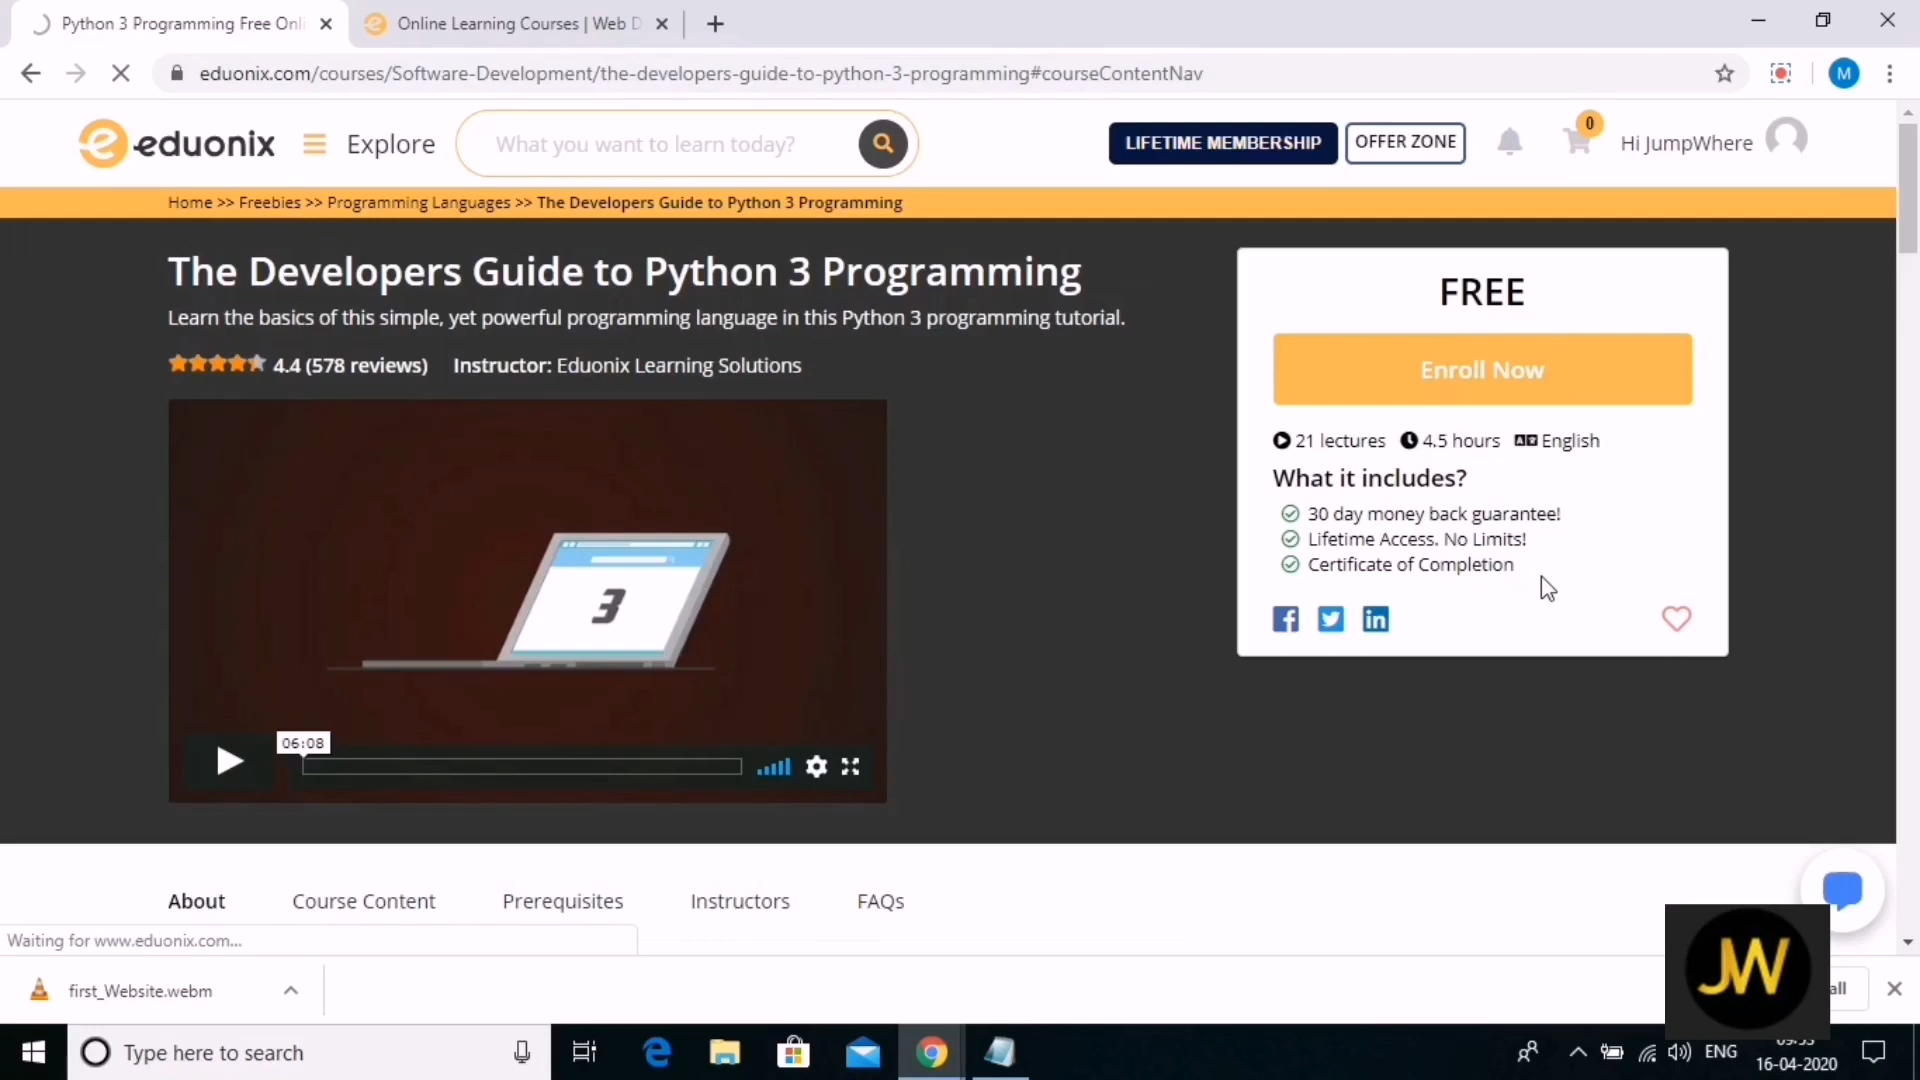 Python 3 Programming Free Onli
Online Learning Courses | Web D
eduonix.com/courses/Software-Development/the-developers-guide-to-python-3-programming#courseContentNav
M
eduonix
Explore
What you want to learn today?
LIFETIME MEMBERSHIP
OFFER ZONE
0
Hi JumpWhere
Home >> Freebies >> Programming Languages >> The Developers Guide to Python 3 Programming
The Developers Guide to Python 3 Programming
Learn the basics of this simple, yet powerful programming language in this Python 3 programming tutorial.
4.4 (578 reviews) Instructor: Eduonix Learning Solutions
3
06:08
FREE
Enroll Now
21 lectures 4.5 hours English
What it includes?
30 day money back guarantee!
Lifetime Access. No Limits!
Certificate of Completion
About Course Content Prerequisites Instructors FAQs
Waiting for www.eduonix.com...
first_Website.webm
JW
all
Type here to search
ENG
16-04-2020